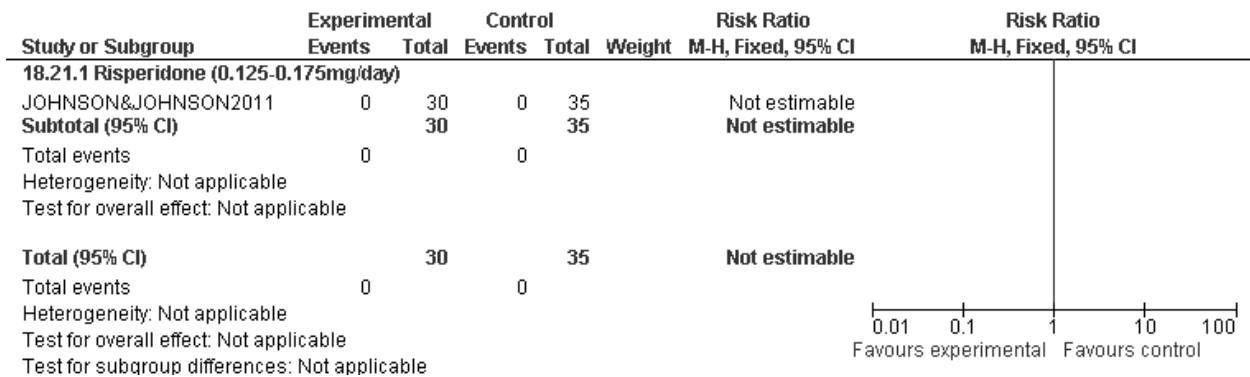 Experimental Control Risk Ratio Risk Ratio
Study or Subgroup Events Total Events Total Weight M-H, Fixed, 95% CI M-H, Fixed, 95% CI
18.21.1 Risperidone (0.125-0.175mg/day)
JOHNSON&JOHNSON2011 0 30 0 35 Not estimable
Subtotal (95% CI) 30 35 Not estimable
Total events 0 0
Heterogeneity: Not applicable
Test for overall effect: Not applicable
Total (95% CI) 30 35 Not estimable
Total events 0 0
Heterogeneity: Not applicable
Test for overall effect: Not applicable
Test for subgroup differences: Not applicable
0.01 0.1 1 10 100
Favours experimental Favours control